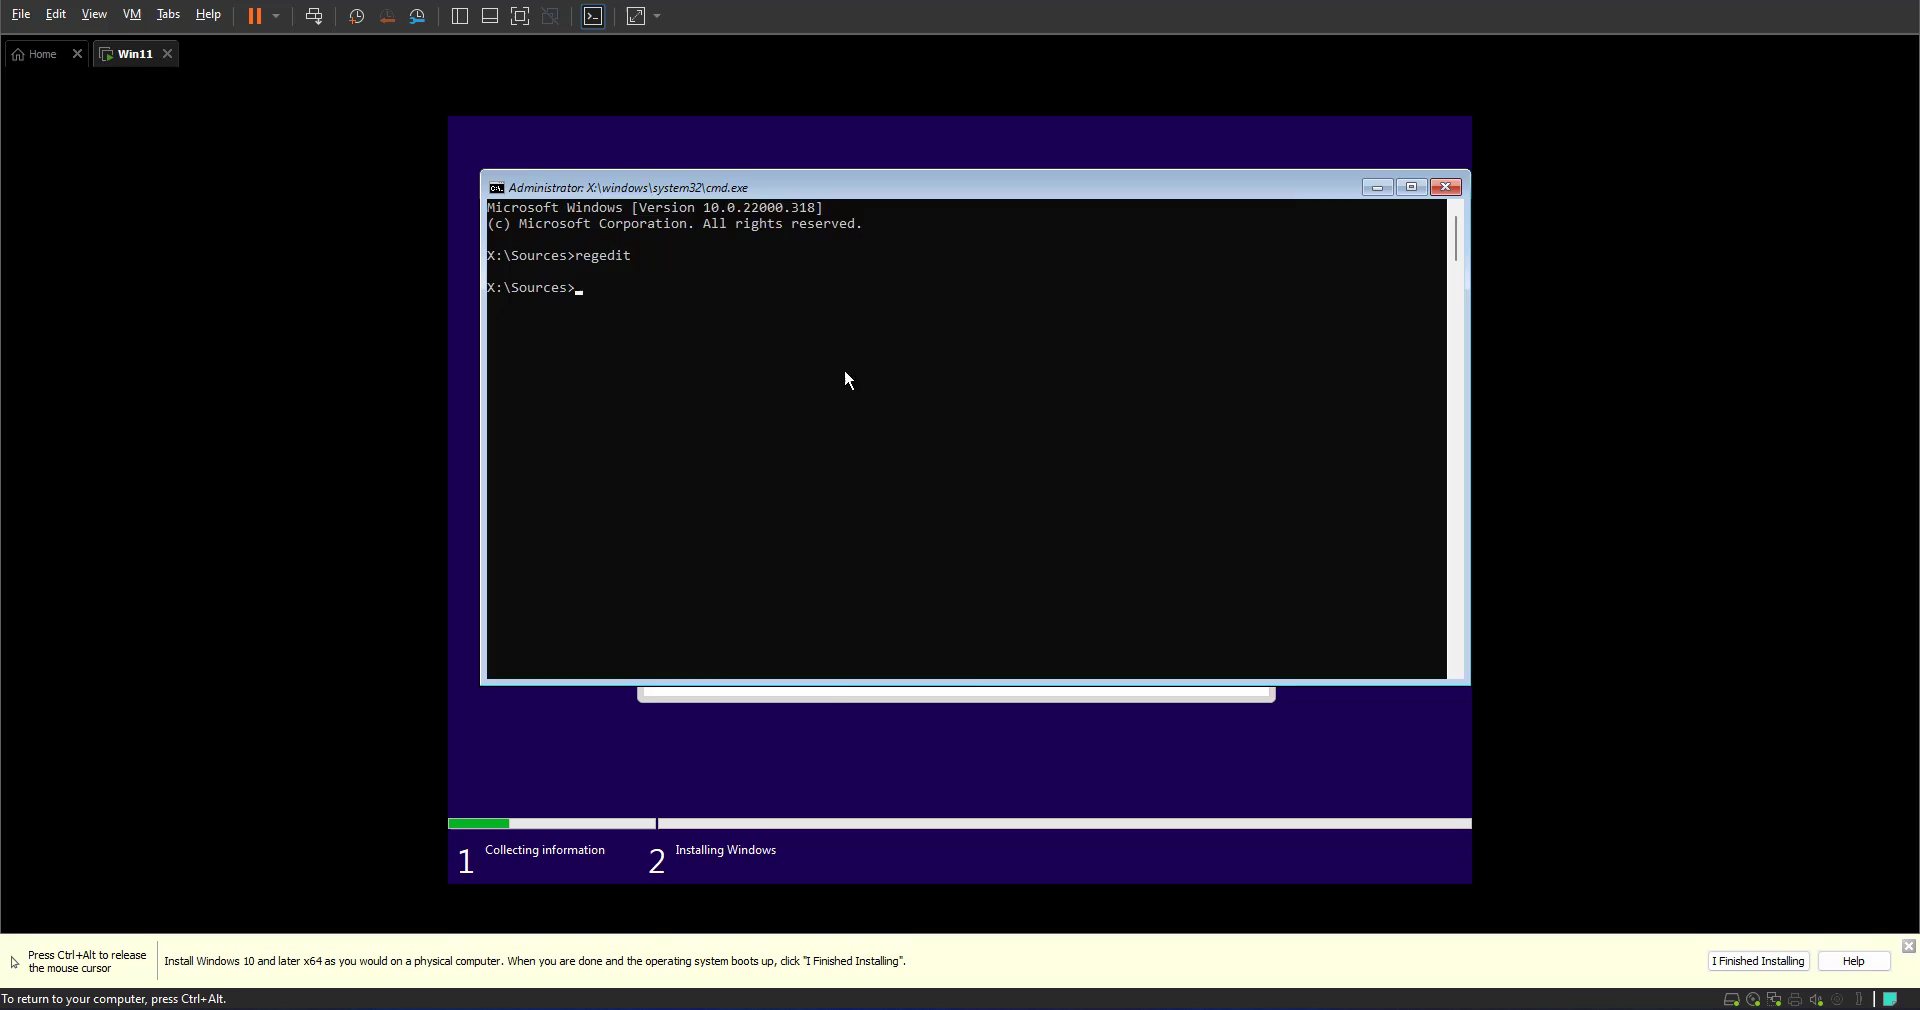 File Edit View VM Tabs Help
Home Win11
Administrator: X:\windows\system32\cmd.exe
Microsoft Windows [Version 10.0.22000.318]
(c) Microsoft Corporation. All rights reserved.
X:\Sources>regedit
X:\Sources>
1 Collecting information 2 Installing Windows
Press Ctrl+Alt to release
the mouse cursor
Install Windows 10 and later x64 as you would on a physical computer. When you are done and the operating system boots up, click "I Finished Installing".
I Finished Installing Help
To return to your computer, press Ctrl+Alt.